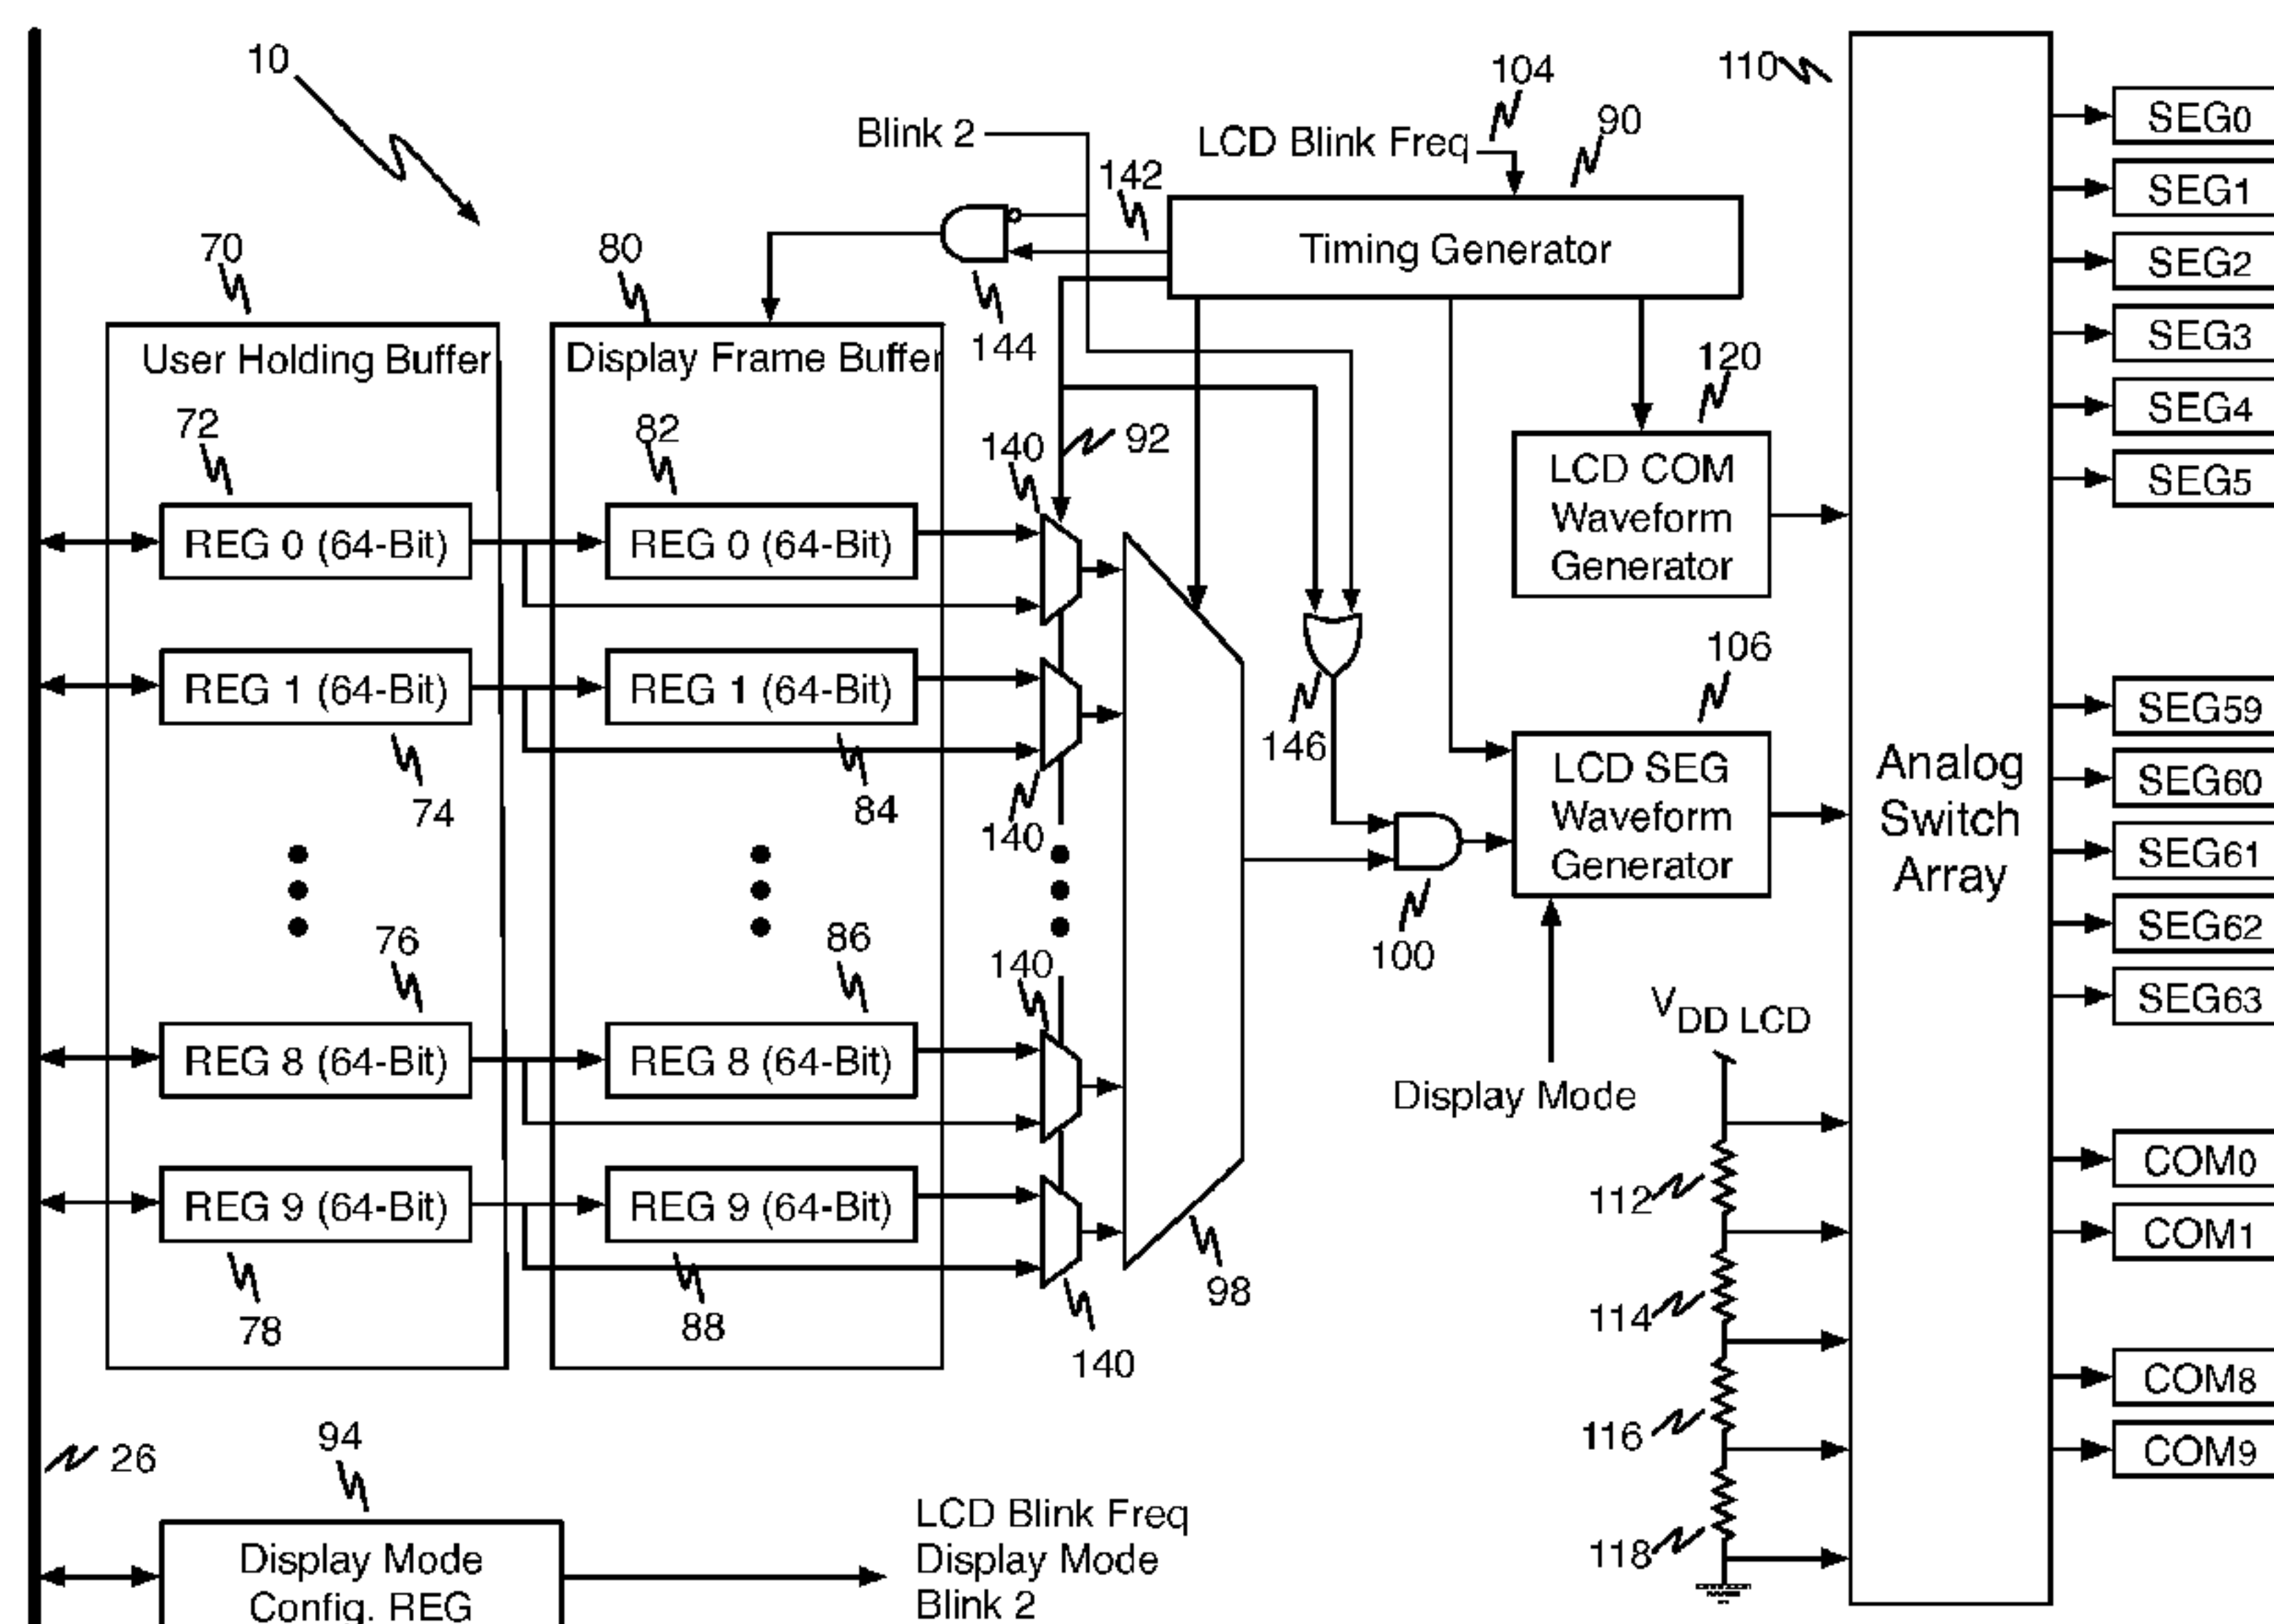 10
Blink 2
LCD Blink Freq
104
90
110
142
Timing Generator
144
70
80
User Holding Buffer
Display Frame Buffer
72
82
140
92
REG 0 (64-Bit)
REG 0 (64-Bit)
REG 1 (64-Bit)
REG 1 (64-Bit)
74
84
140
76
86
140
REG 8 (64-Bit)
REG 8 (64-Bit)
REG 9 (64-Bit)
REG 9 (64-Bit)
78
88
140
98
120
LCD COM
Waveform
Generator
106
146
LCD SEG
Waveform
Generator
100
Display Mode
VDD LCD
112
114
116
118
Analog
Switch
Array
SEG0
SEG1
SEG2
SEG3
SEG4
SEG5
SEG59
SEG60
SEG61
SEG62
SEG63
COM0
COM1
COM8
COM9
26
94
Display Mode
Config. REG
LCD Blink Freq
Display Mode
Blink 2